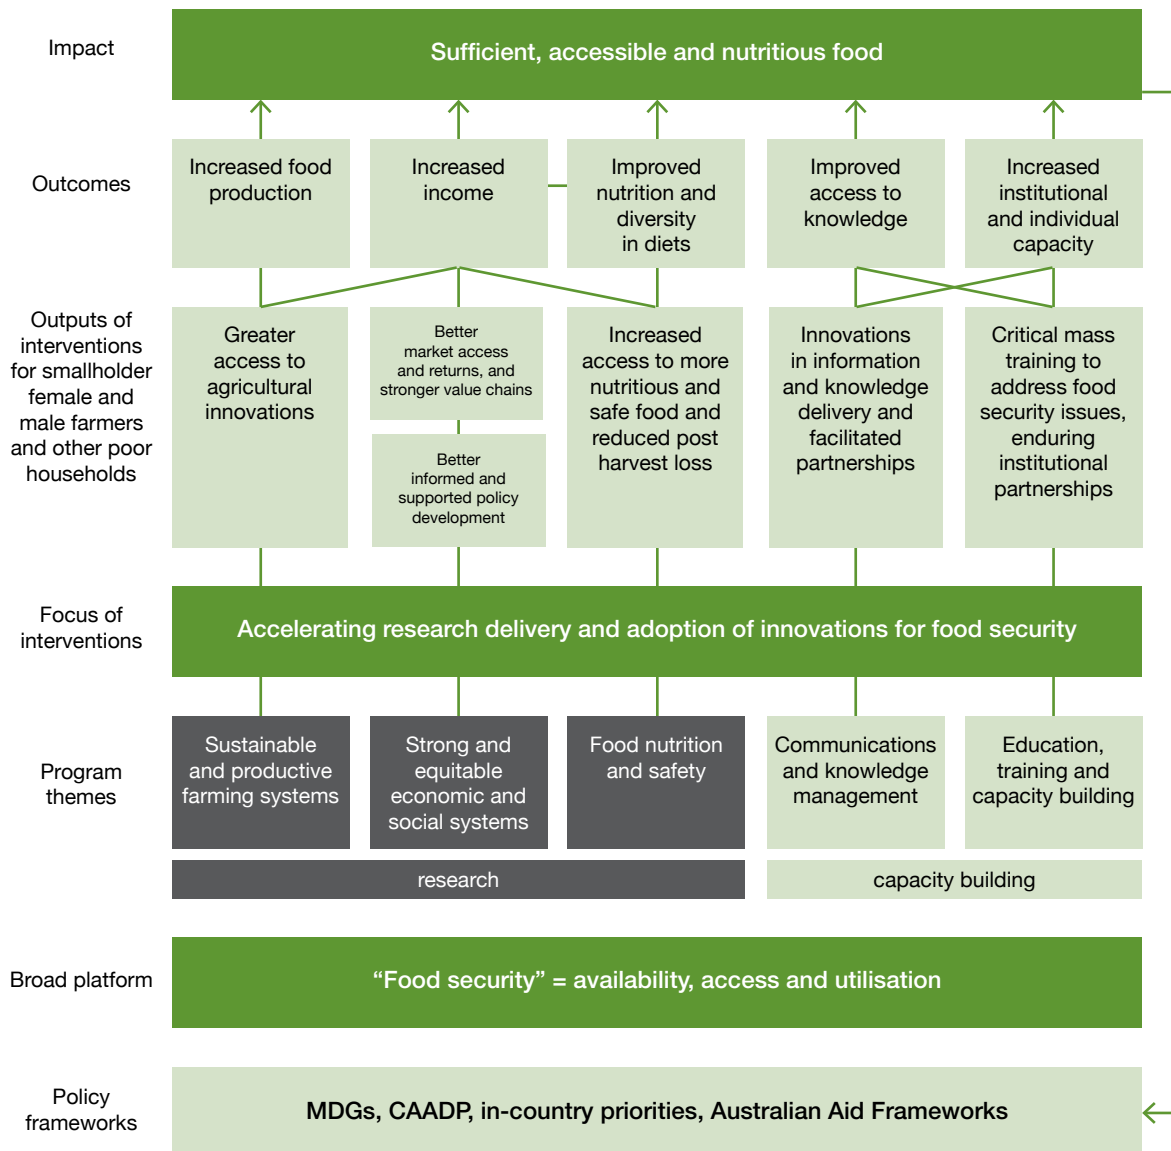 Impact
Sufficient, accessible and nutritious food
Outcomes
Increased food
production
Increased
income
Improved
nutrition and
diversity
in diets
Improved
access to
knowledge
Increased
institutional
and individual
capacity
Outputs of
interventions
for smallholder
female and
male farmers
and other poor
households
Greater
access to
agricultural
innovations
Better
market access
and returns, and
stronger value chains
Better
informed and
supported policy
development
Increased
access to more
nutritious and
safe food and
reduced post
harvest loss
Innovations
in information
and knowledge
delivery and
facilitated
partnerships
Critical mass
training to
address food
security issues,
enduring
institutional
partnerships
Focus of
interventions
Accelerating research delivery and adoption of innovations for food security
Program
themes
Sustainable
and productive
farming systems
Strong and
equitable
economic and
social systems
Food nutrition
and safety
Communications
and knowledge
management
Education,
training and
capacity building
research
capacity building
Broad platform
“Food security” = availability, access and utilisation
Policy
frameworks
MDGs, CAADP, in-country priorities, Australian Aid Frameworks